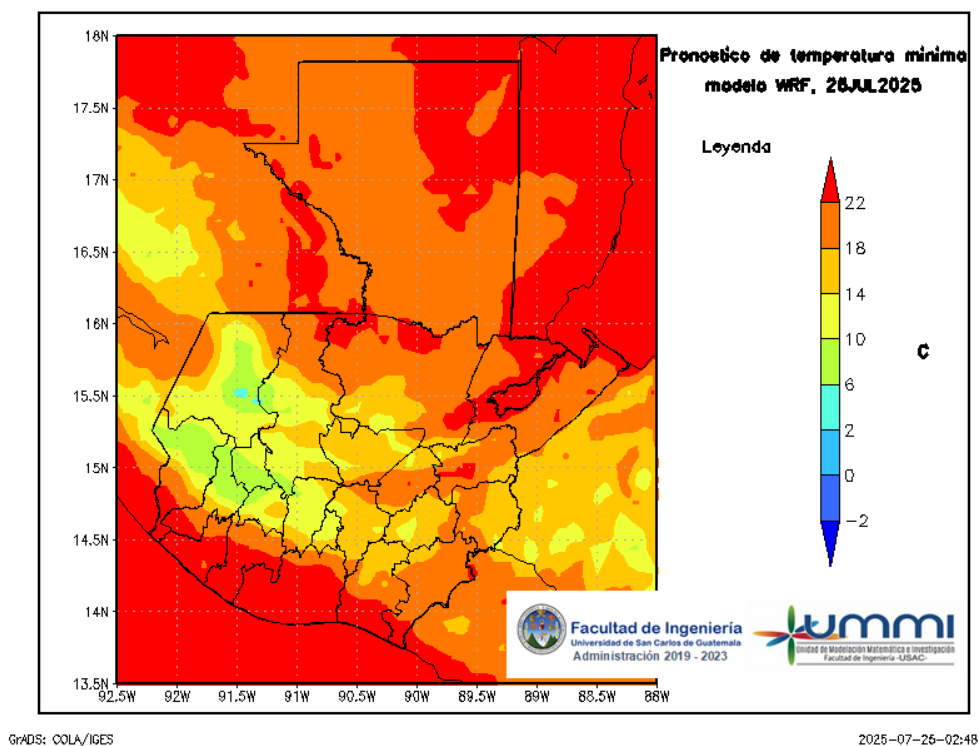 Pronostico de temperatura minima
modelo WRF, 26JUL2025
Leyenda
22
18
14
10
6
2
0
−2
C
18N
17.5N
17N
16.5N
16N
15.5N
15N
14.5N
14N
13.5N
92.5W 92W 91.5W 91W 90.5W 90W 89.5W 89W 88.5W 88W
Facultad de Ingeniería
Universidad de San Carlos de Guatemala
Administración 2019 - 2023
ummi
Unidad de Modelación Matemática e Investigación
Facultad de Ingeniería -USAC-
GrADS: COLA/IGES
2025-07-26-02:48